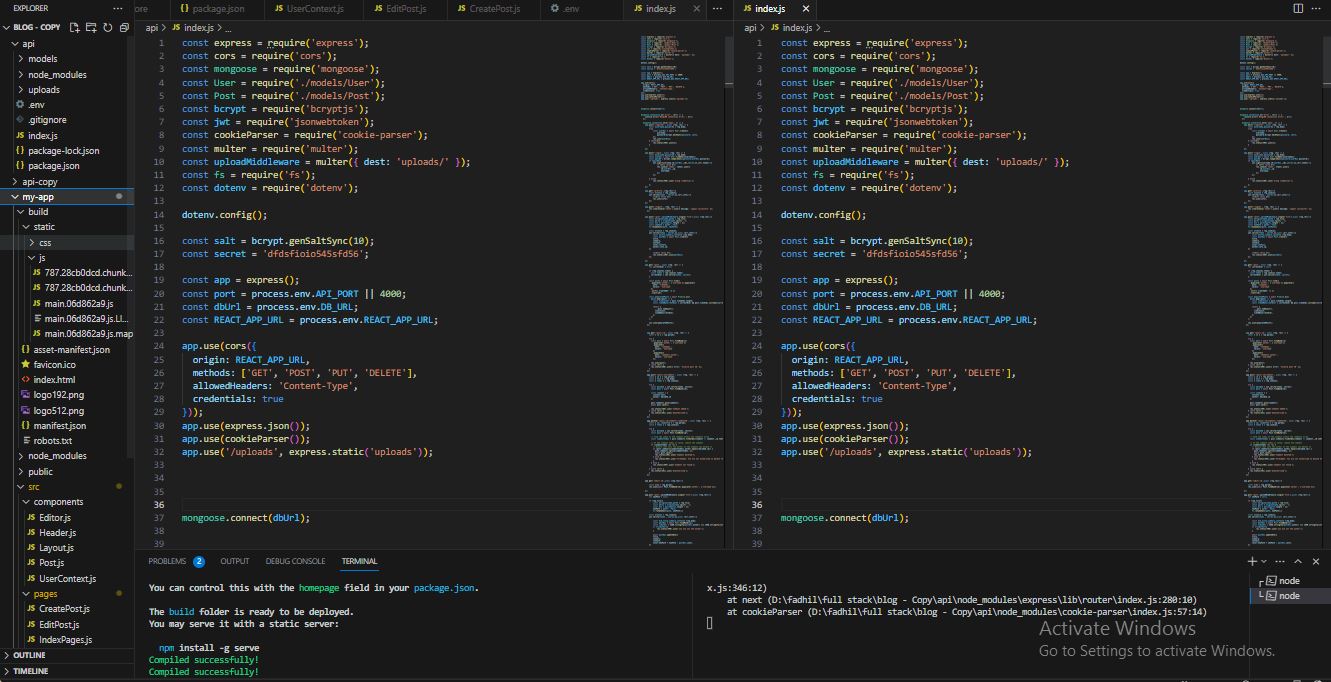 EXPLORER
BLOG - COPY
api
models
node_modules
uploads
.env
.gitignore
index.js
package-lock.json
package.json
api-copy
my-app
build
static
css
js
787.28cb0dcd.chunk...
787.28cb0dcd.chunk...
main.06d862a9.js
main.06d862a9.js.LI...
main.06d862a9.js.map
asset-manifest.json
favicon.ico
index.html
logo192.png
logo512.png
manifest.json
robots.txt
node_modules
public
src
components
Editor.js
Header.js
Layout.js
Post.js
UserContext.js
pages
CreatePost.js
EditPost.js
IndexPages.js
OUTLINE
TIMELINE
ore
package.json
UserContext.js
EditPost.js
CreatePost.js
.env
index.js
api > index.js > ...
1 const express = require('express');
2 const cors = require('cors');
3 const mongoose = require('mongoose');
4 const User = require('./models/User');
5 const Post = require('./models/Post');
6 const bcrypt = require('bcryptjs');
7 const jwt = require('jsonwebtoken');
8 const cookieParser = require('cookie-parser');
9 const multer = require('multer');
10 const uploadMiddleware = multer({ dest: 'uploads/' });
11 const fs = require('fs');
12 const dotenv = require('dotenv');
13
14 dotenv.config();
15
16 const salt = bcrypt.genSaltSync(10);
17 const secret = 'dfdsfioio545sfd56';
18
19 const app = express();
20 const port = process.env.API_PORT || 4000;
21 const dbUrl = process.env.DB_URL;
22 const REACT_APP_URL = process.env.REACT_APP_URL;
23
24 app.use(cors({
25 origin: REACT_APP_URL,
26 methods: ['GET', 'POST', 'PUT', 'DELETE'],
27 allowedHeaders: 'Content-Type',
28 credentials: true
29 }));
30 app.use(express.json());
31 app.use(cookieParser());
32 app.use('/uploads', express.static('uploads'));
33
34
35
36
37 mongoose.connect(dbUrl);
38
39
index.js
api > index.js > ...
1 const express = require('express');
2 const cors = require('cors');
3 const mongoose = require('mongoose');
4 const User = require('./models/User');
5 const Post = require('./models/Post');
6 const bcrypt = require('bcryptjs');
7 const jwt = require('jsonwebtoken');
8 const cookieParser = require('cookie-parser');
9 const multer = require('multer');
10 const uploadMiddleware = multer({ dest: 'uploads/' });
11 const fs = require('fs');
12 const dotenv = require('dotenv');
13
14 dotenv.config();
15
16 const salt = bcrypt.genSaltSync(10);
17 const secret = 'dfdsfioio545sfd56';
18
19 const app = express();
20 const port = process.env.API_PORT || 4000;
21 const dbUrl = process.env.DB_URL;
22 const REACT_APP_URL = process.env.REACT_APP_URL;
23
24 app.use(cors({
25 origin: REACT_APP_URL,
26 methods: ['GET', 'POST', 'PUT', 'DELETE'],
27 allowedHeaders: 'Content-Type',
28 credentials: true
29 }));
30 app.use(express.json());
31 app.use(cookieParser());
32 app.use('/uploads', express.static('uploads'));
33
34
35
36
37 mongoose.connect(dbUrl);
38
39
PROBLEMS 2 OUTPUT DEBUG CONSOLE TERMINAL
You can control this with the homepage field in your package.json.
The build folder is ready to be deployed.
You may serve it with a static server:
npm install -g serve
Compiled successfully!
Compiled successfully!
x.js:346:12)
at next (D:\fadhil\full stack\blog - Copy\api\node_modules\express\lib\router\index.js:280:10)
at cookieParser (D:\fadhil\full stack\blog - Copy\api\node_modules\cookie-parser\index.js:57:14)
node
node
Activate Windows
Go to Settings to activate Windows.